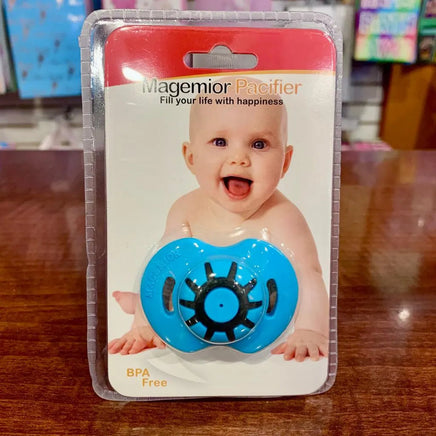 Magemior Pacifier
Fill your life with happiness
BPA
Free